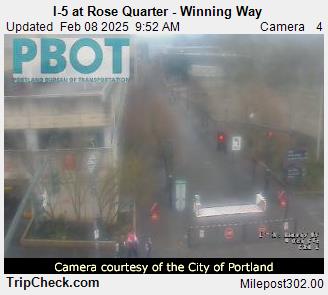 I-5 at Rose Quarter - Winning Way
Updated Feb 08 2025 9:52 AM Camera 4
PBOT
PORTLAND BUREAU OF TRANSPORTATION
Camera courtesy of the City of Portland
TripCheck.com Milepost302.00